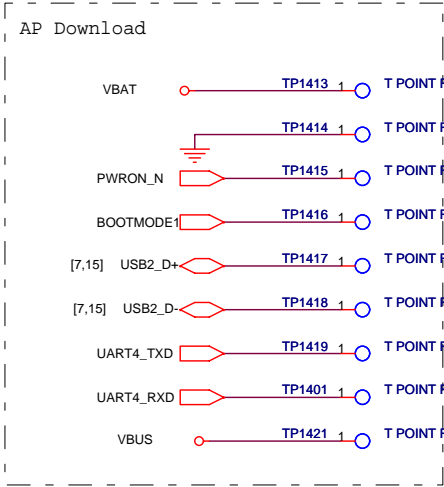 AP Download
VBAT TP1413 1 T POINT
TP1414 1 T POINT
PWRON_N TP1415 1 T POINT
BOOTMODE1 TP1416 1 T POINT
[7,15] USB2_D+ TP1417 1 T POINT
[7,15] USB2_D- TP1418 1 T POINT
UART4_TXD TP1419 1 T POINT
UART4_RXD TP1401 1 T POINT
VBUS TP1421 1 T POINT